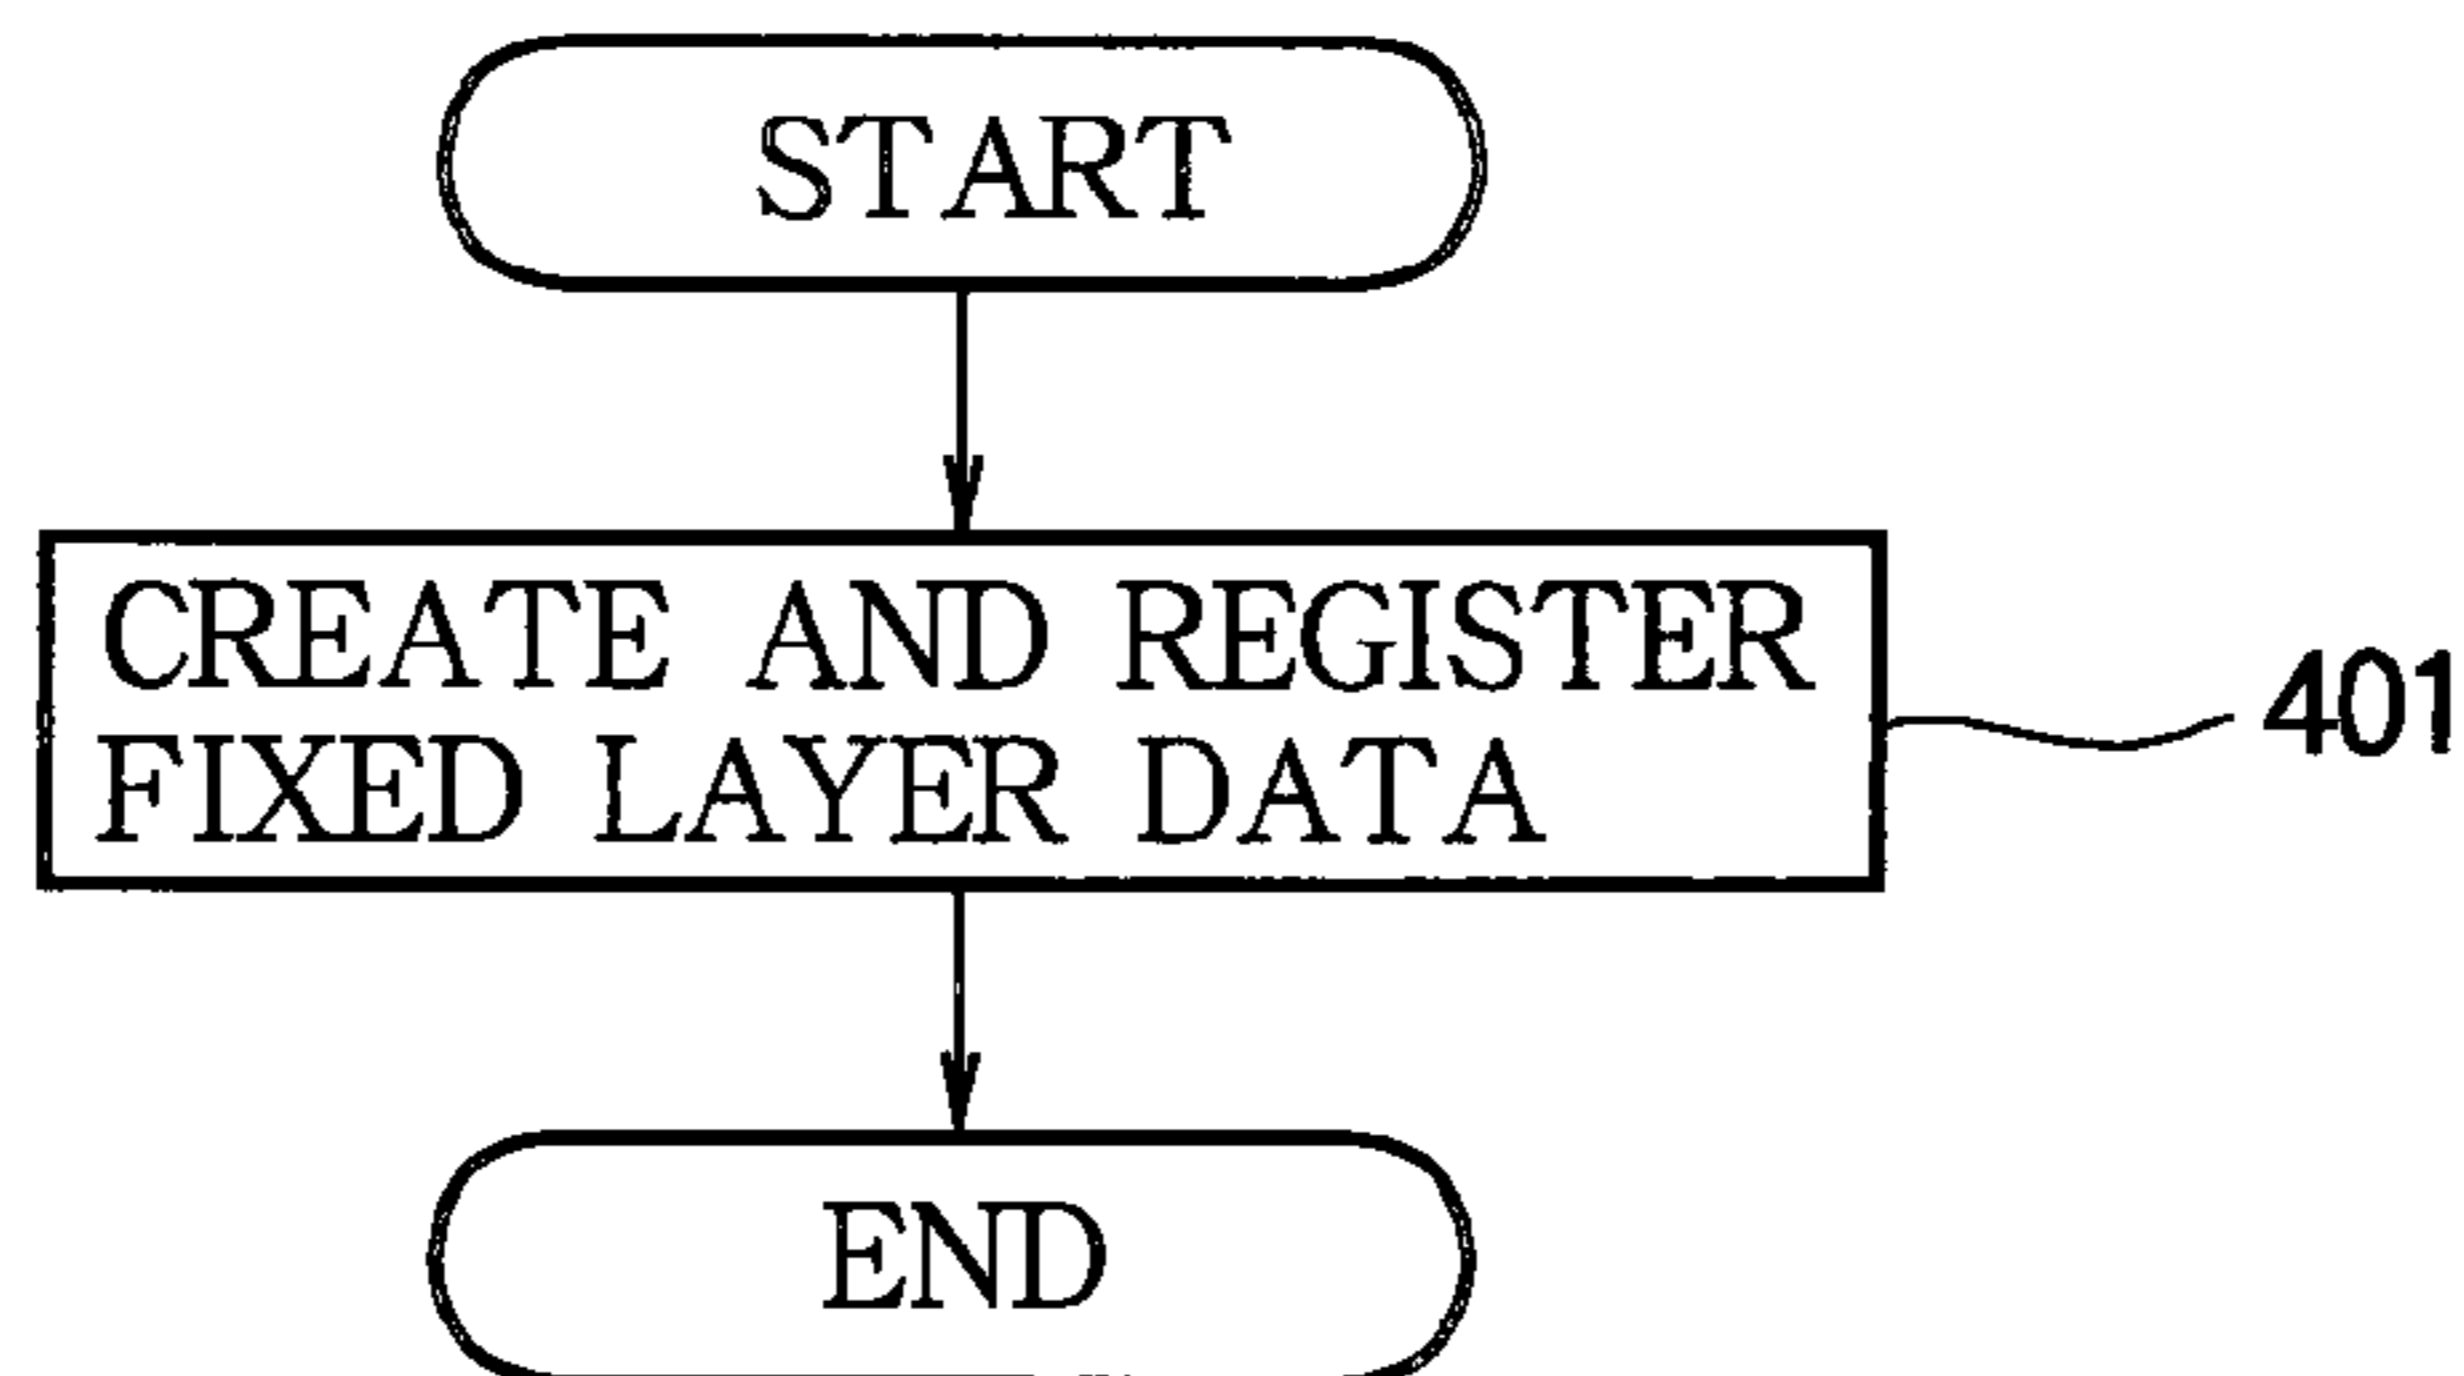 START
CREATE AND REGISTER
FIXED LAYER DATA
401
END